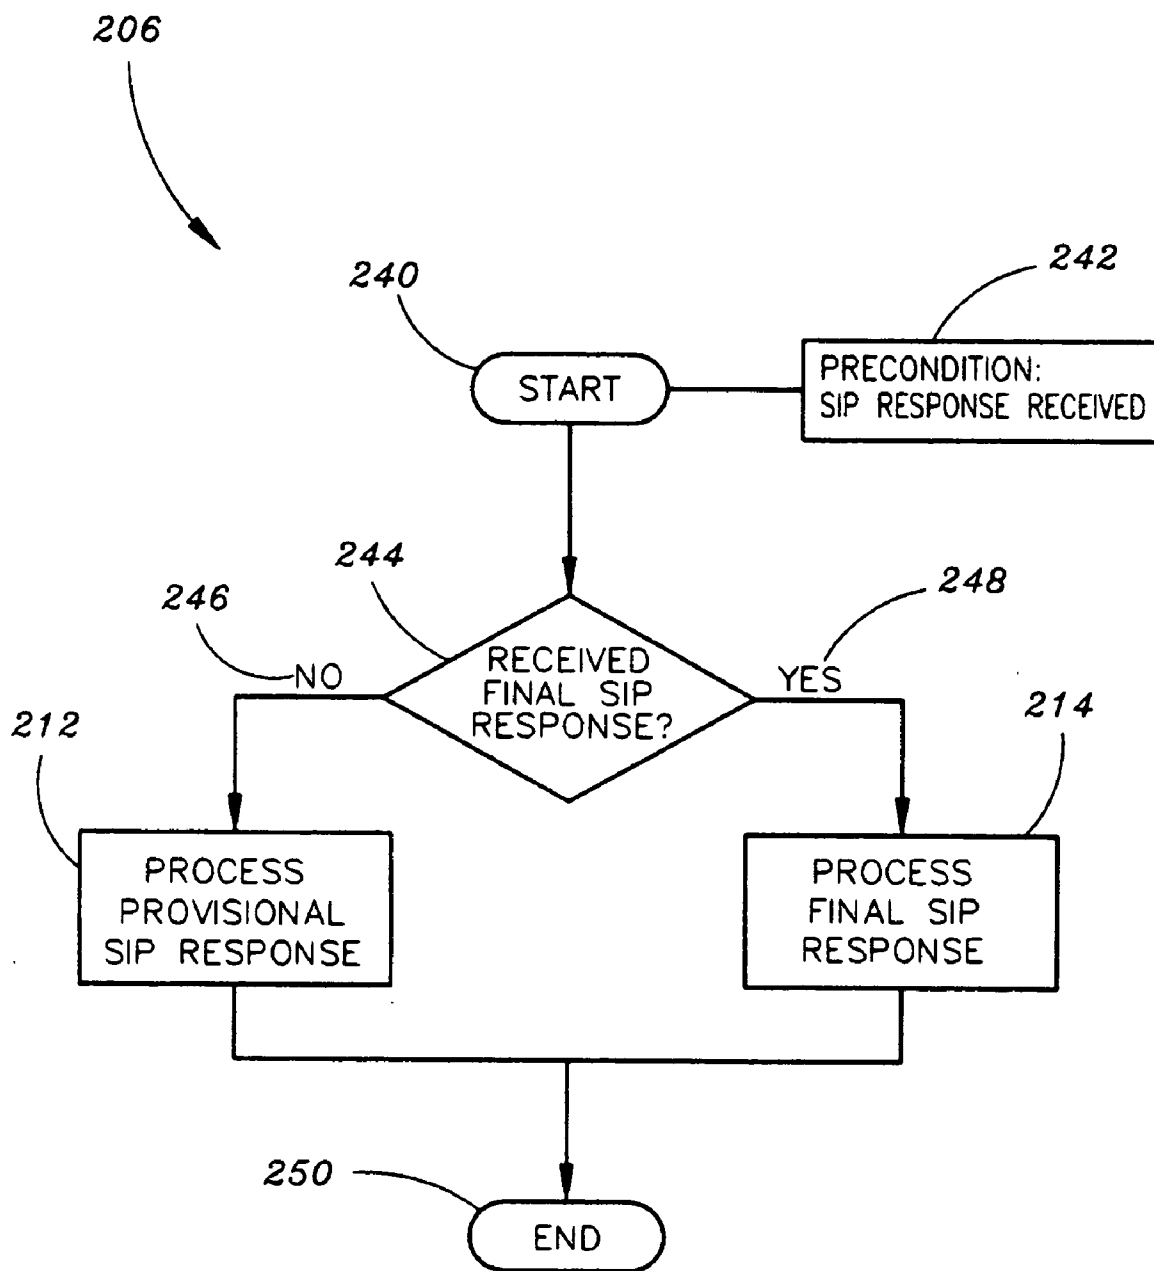 206
240
242
START
PRECONDITION:
SIP RESPONSE RECEIVED
244
246
248
NO
RECEIVED
FINAL SIP
RESPONSE?
YES
212
214
PROCESS
PROVISIONAL
SIP RESPONSE
PROCESS
FINAL SIP
RESPONSE
250
END